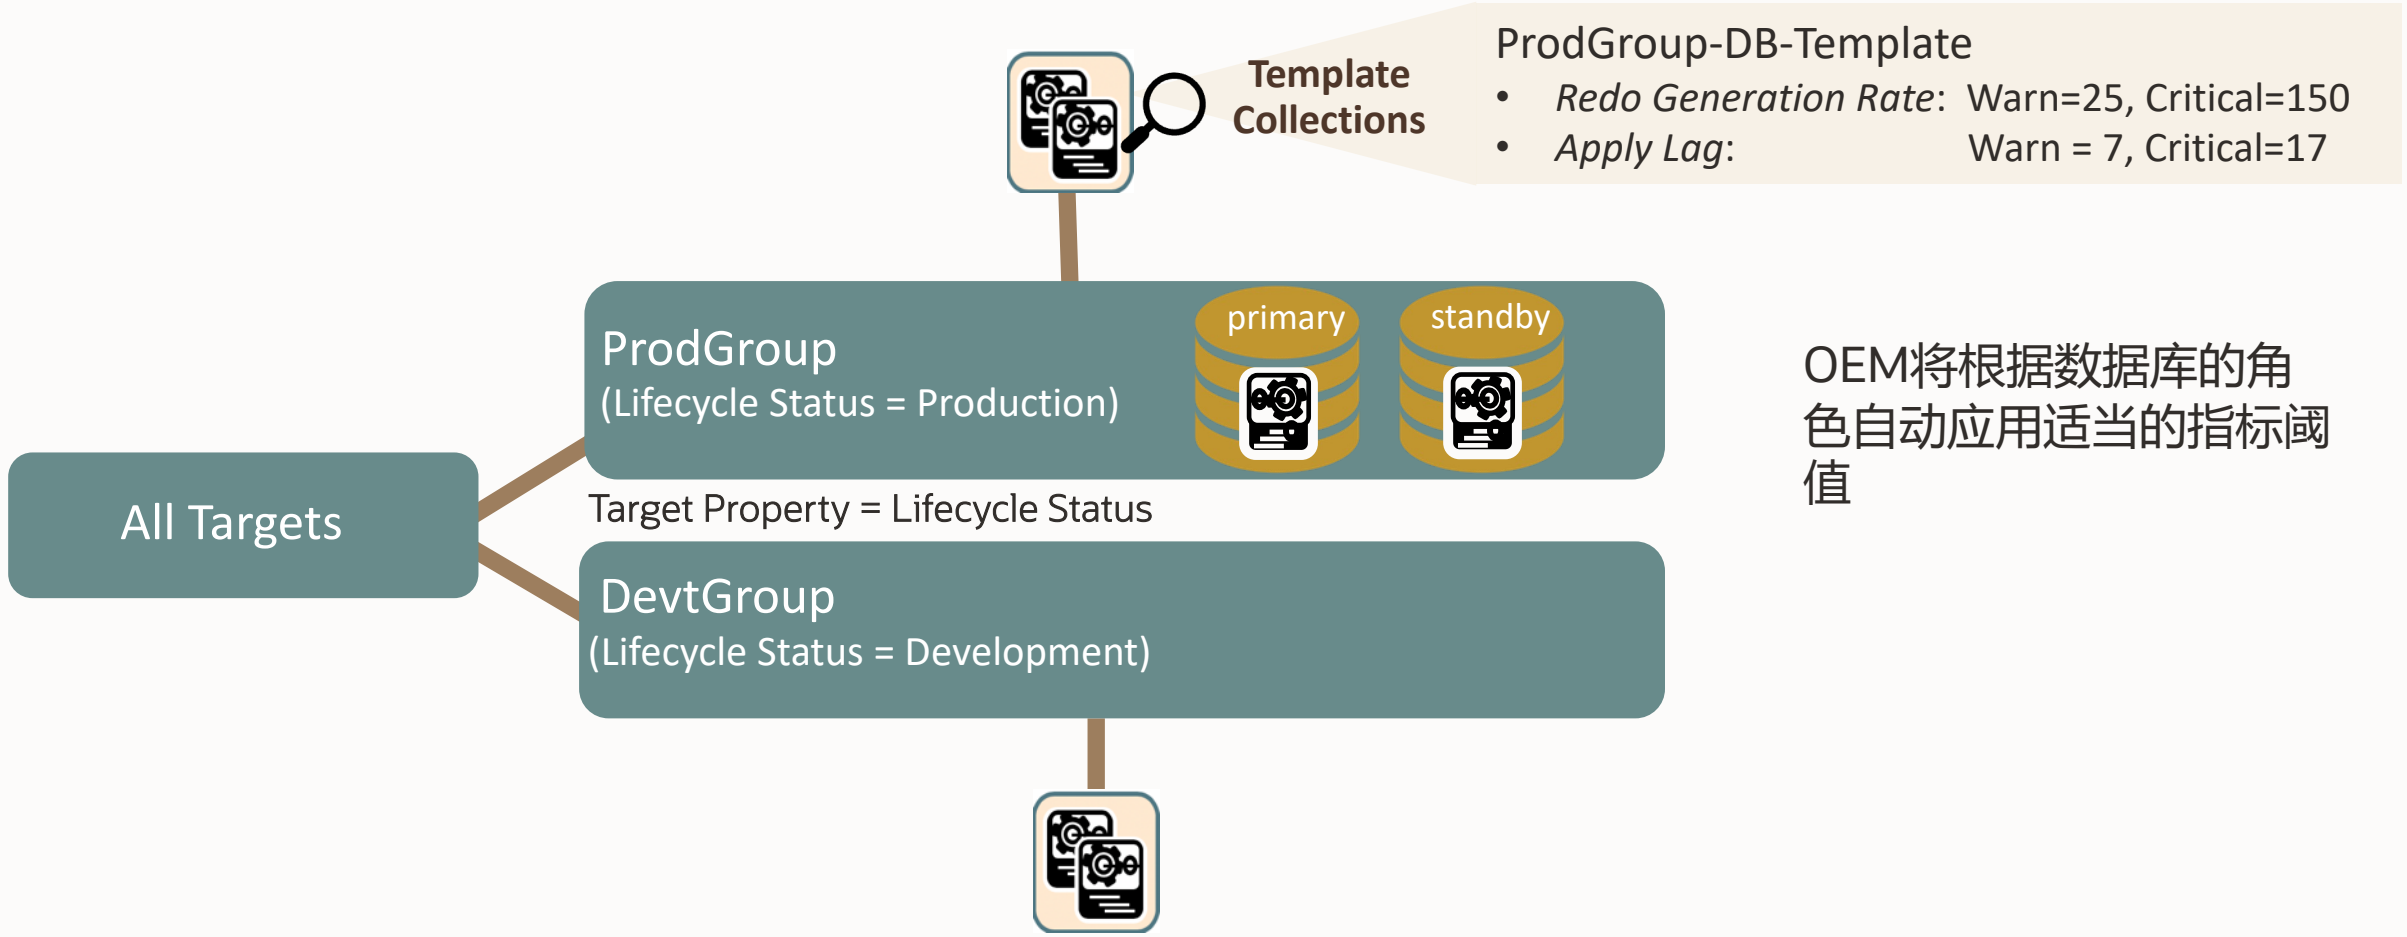 Template
Collections
ProdGroup-DB-Template
• Redo Generation Rate: Warn=25, Critical=150
• Apply Lag: Warn = 7, Critical=17
primary
standby
ProdGroup
(Lifecycle Status = Production)
OEM将根据数据库的角
色自动应用适当的指标阈
值
All Targets
Target Property = Lifecycle Status
DevtGroup
(Lifecycle Status = Development)